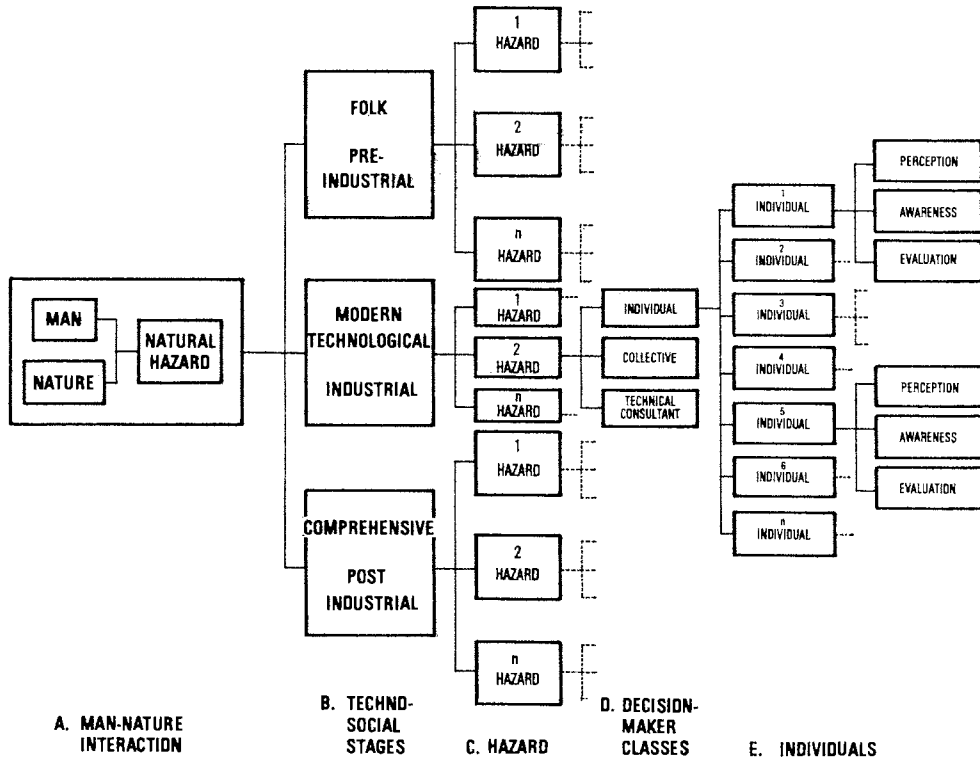 MAN
NATURE
NATURAL
HAZARD
FOLK
PRE-
INDUSTRIAL
MODERN
TECHNOLOGICAL
INDUSTRIAL
COMPREHENSIVE
POST
INDUSTRIAL
1
HAZARD
2
HAZARD
n
HAZARD
1
HAZARD
2
HAZARD
n
HAZARD
1
HAZARD
2
HAZARD
n
HAZARD
INDIVIDUAL
COLLECTIVE
TECHNICAL
CONSULTANT
1
INDIVIDUAL
2
INDIVIDUAL
3
INDIVIDUAL
4
INDIVIDUAL
5
INDIVIDUAL
6
INDIVIDUAL
n
INDIVIDUAL
PERCEPTION
AWARENESS
EVALUATION
PERCEPTION
AWARENESS
EVALUATION
A. MAN-NATURE
INTERACTION
B. TECHNO-
SOCIAL
STAGES
C. HAZARD
D. DECISION-
MAKER
CLASSES
E. INDIVIDUALS